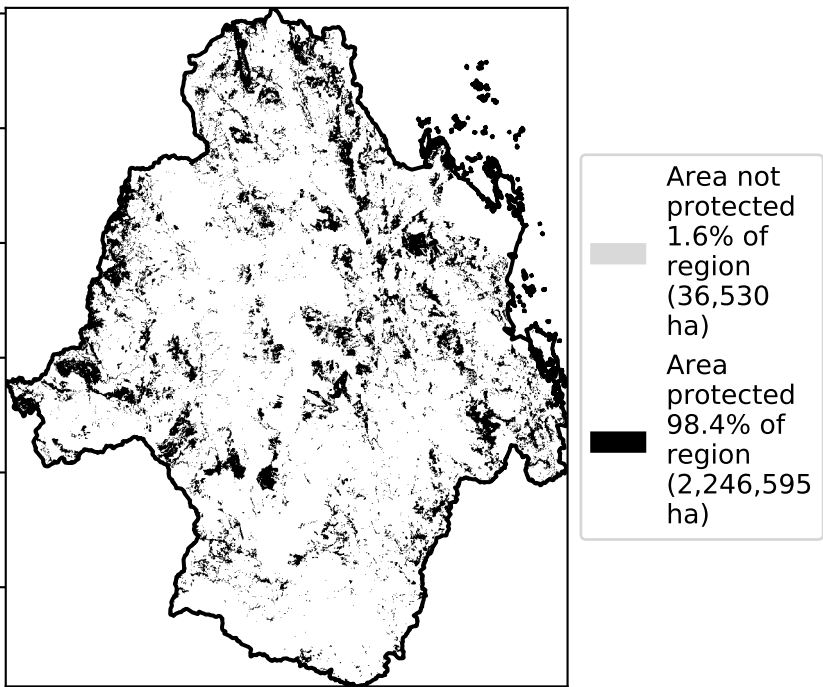 Area not
protected
1.6% of
region
(36,530
ha)
Area
protected
98.4% of
region
(2,246,595
ha)